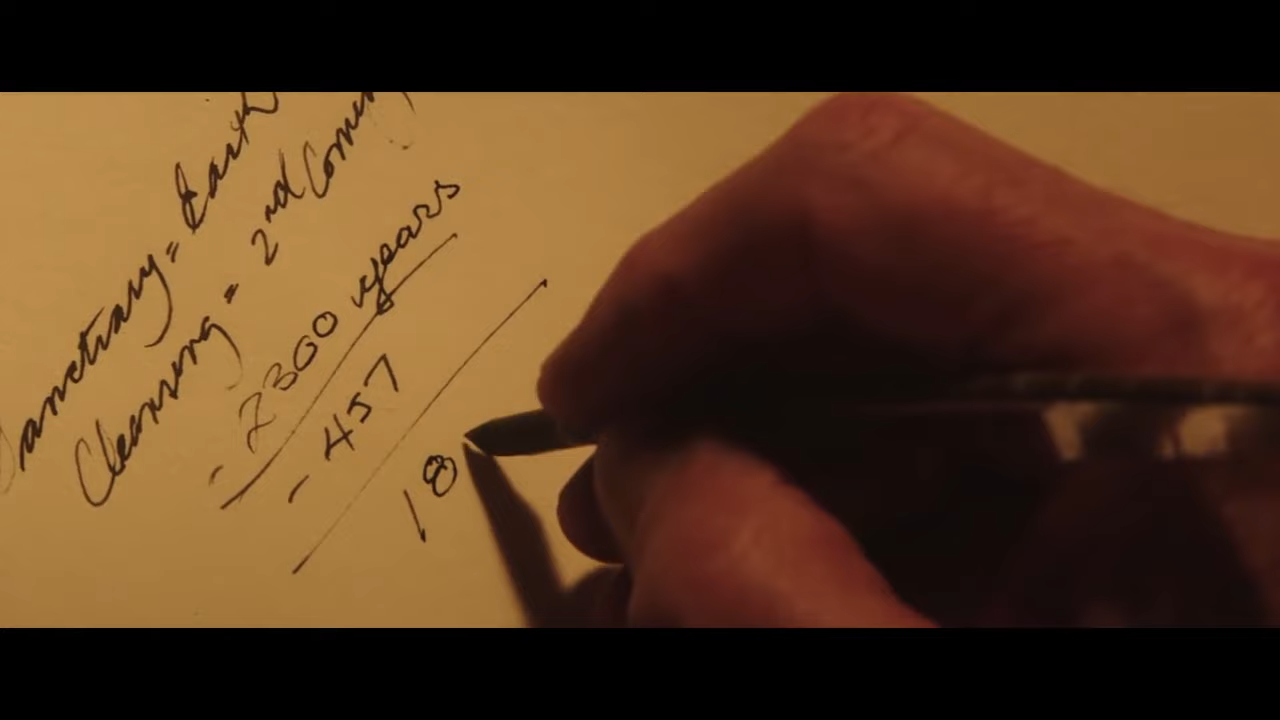 Sanctuary = Earth
Cleansing = 2nd Coming
2300 years
- 457
18